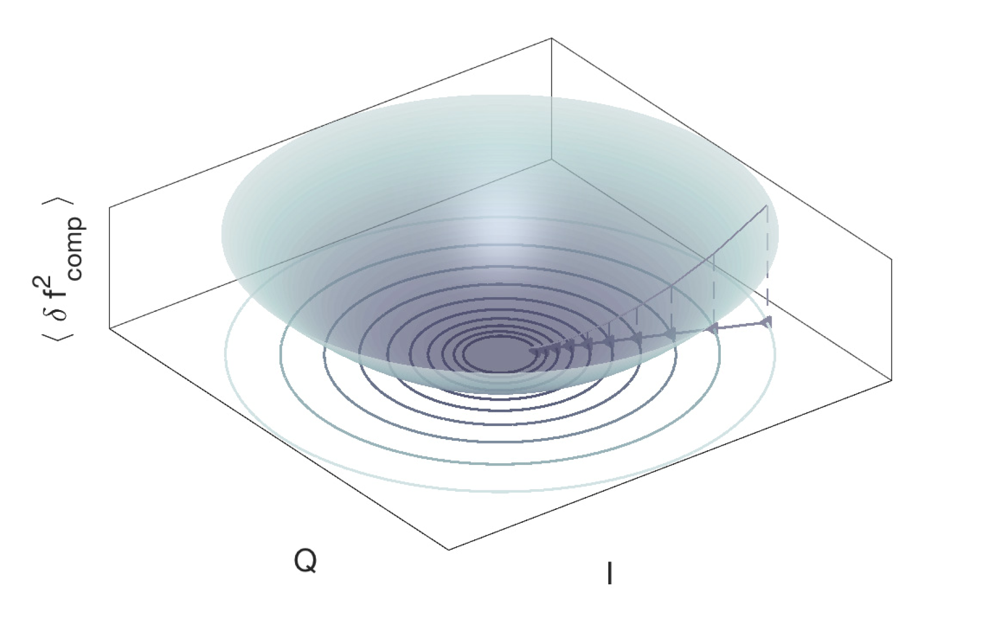 ⟨ δ f²comp ⟩
Q
I